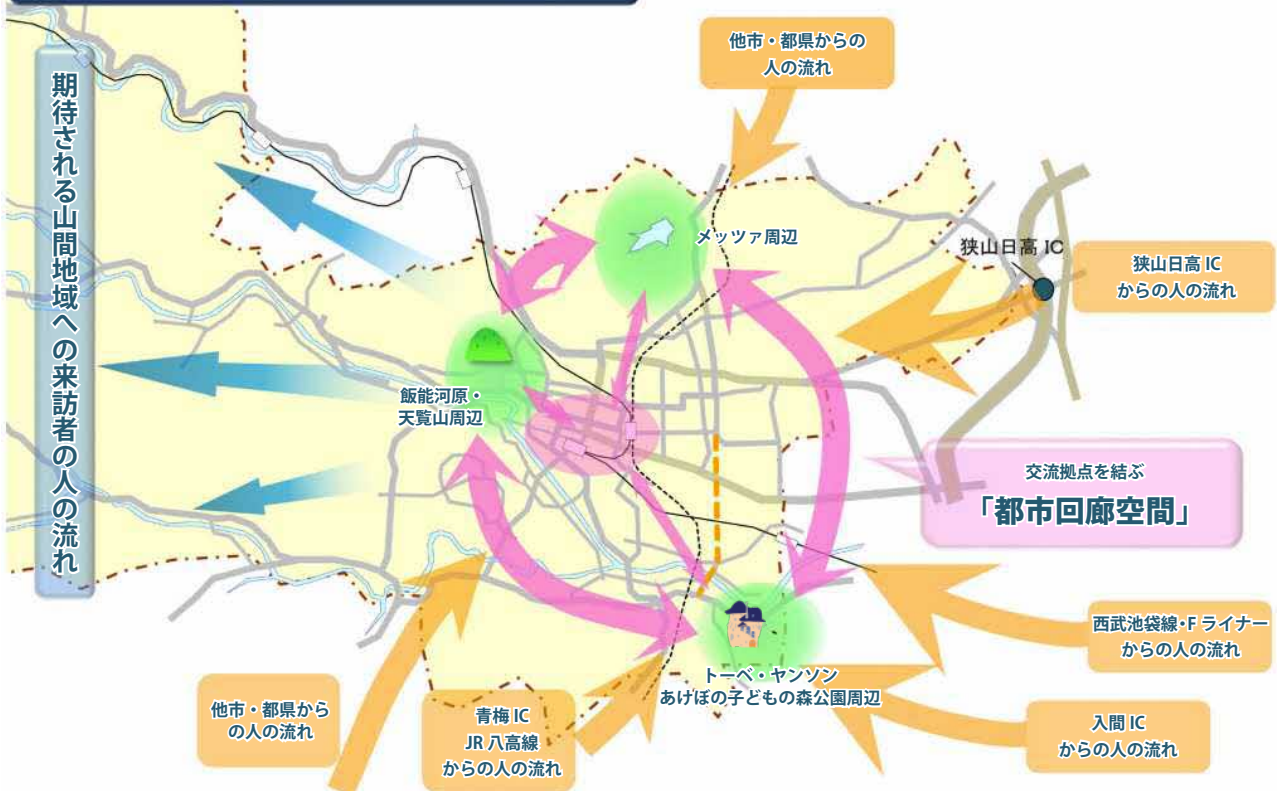 他市・都県からの
人の流れ
期待される山間地域への来訪者の人の流れ
メッツァ周辺
狭山日高 IC
狭山日高 IC
からの人の流れ
飯能河原・
天覧山周辺
交流拠点を結ぶ
「都市回廊空間」
西武池袋線・F ライナー
からの人の流れ
トーベ・ヤンソン
あけぼの子どもの森公園周辺
他市・都県から
の人の流れ
青梅 IC
JR 八高線
からの人の流れ
入間 IC
からの人の流れ